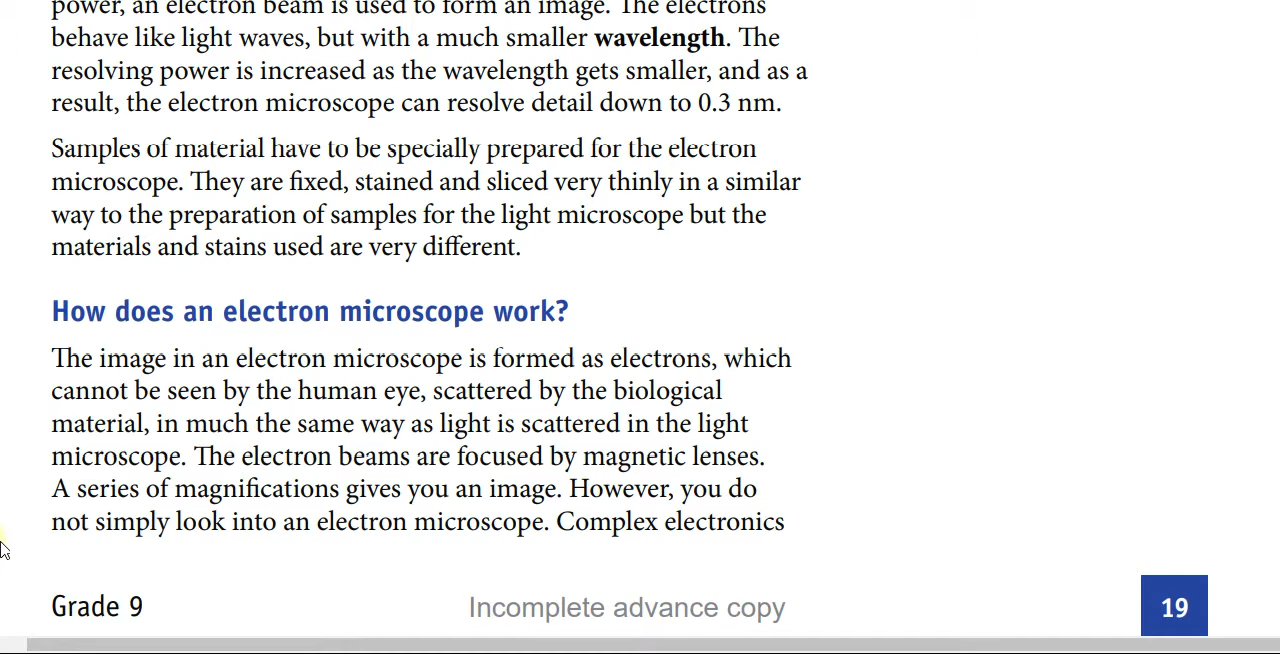 power, an electron beam is used to form an image. The electrons
behave like light waves, but with a much smaller wavelength. The
resolving power is increased as the wavelength gets smaller, and as a
result, the electron microscope can resolve detail down to 0.3 nm.
Samples of material have to be specially prepared for the electron
microscope. They are fixed, stained and sliced very thinly in a similar
way to the preparation of samples for the light microscope but the
materials and stains used are very different.
How does an electron microscope work?
The image in an electron microscope is formed as electrons, which
cannot be seen by the human eye, scattered by the biological
material, in much the same way as light is scattered in the light
microscope. The electron beams are focused by magnetic lenses.
A series of magnifications gives you an image. However, you do
not simply look into an electron microscope. Complex electronics
Grade 9
Incomplete advance copy
19